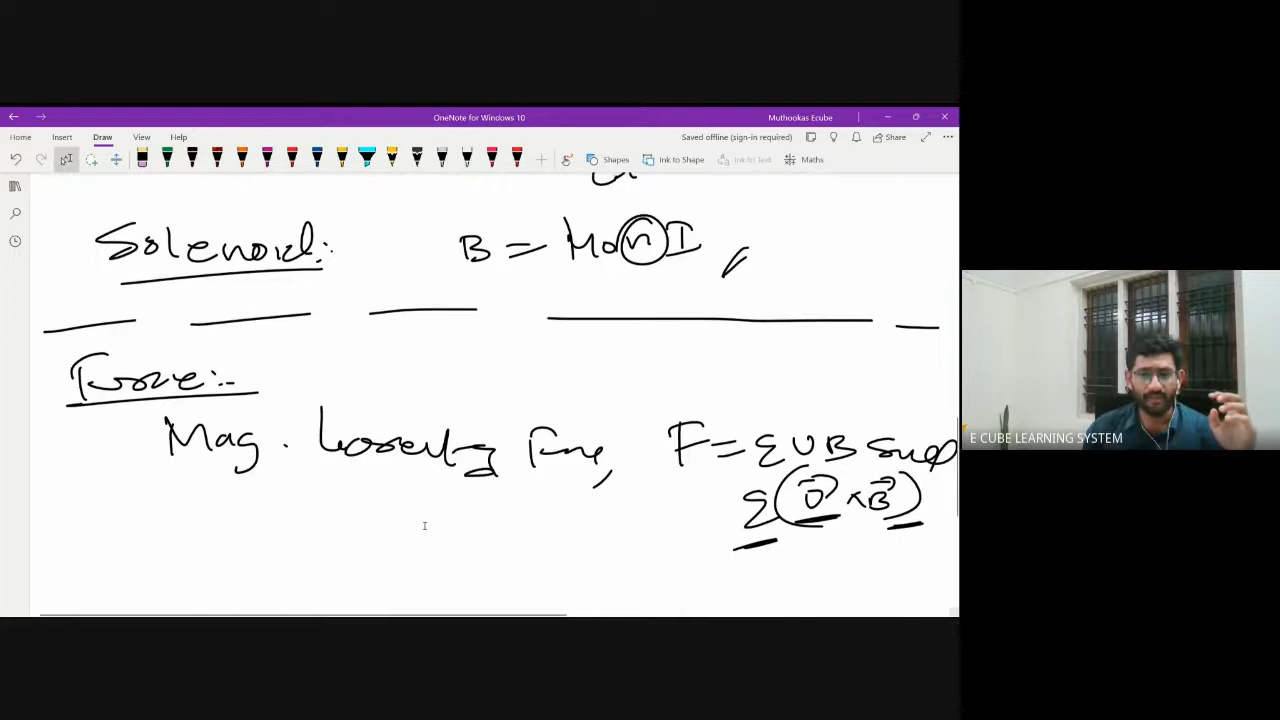 OneNote for Windows 10
Muthookas Ecube
Home Insert Draw View Help
Saved offline (sign-in required)
Share
Shapes
Ink to Shape
Ink to Text
Maths
Solenoid:
B = μ0nI,
Force:-
Mag. Lorentz Force, F = qvB sinθ
q(v⃗ × B⃗)
E CUBE LEARNING SYSTEM